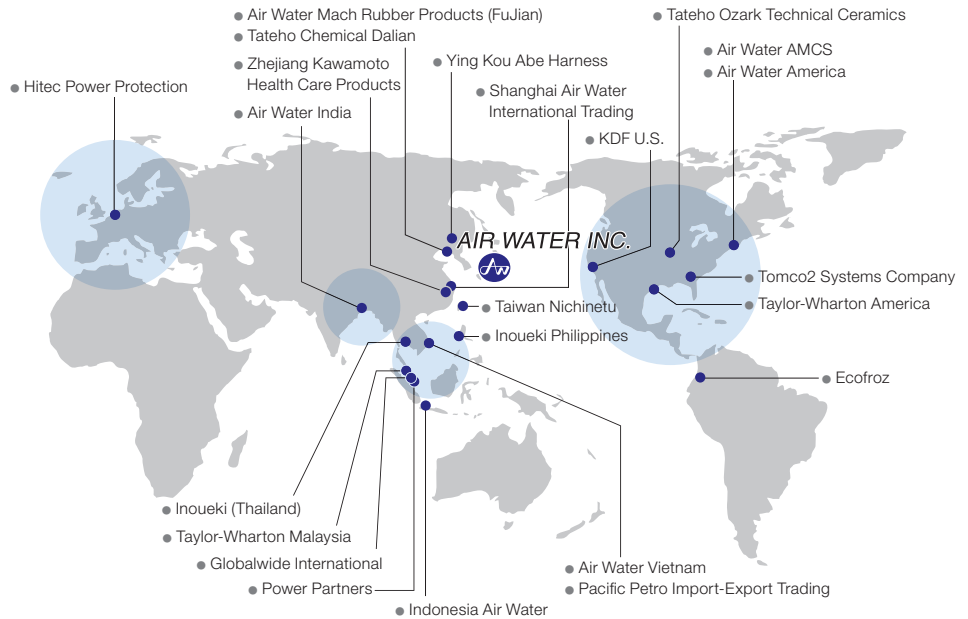 Air Water Mach Rubber Products (FuJian)
Tateho Chemical Dalian
Zhejiang Kawamoto
Health Care Products
Air Water India
Hitec Power Protection
Ying Kou Abe Harness
Shanghai Air Water
International Trading
KDF U.S.
Tateho Ozark Technical Ceramics
Air Water AMCS
Air Water America
AIR WATER INC.
AW
Tomco2 Systems Company
Taylor-Wharton America
Taiwan Nichinetu
Inoueki Philippines
Ecofroz
Inoueki (Thailand)
Taylor-Wharton Malaysia
Globalwide International
Power Partners
Indonesia Air Water
Air Water Vietnam
Pacific Petro Import-Export Trading